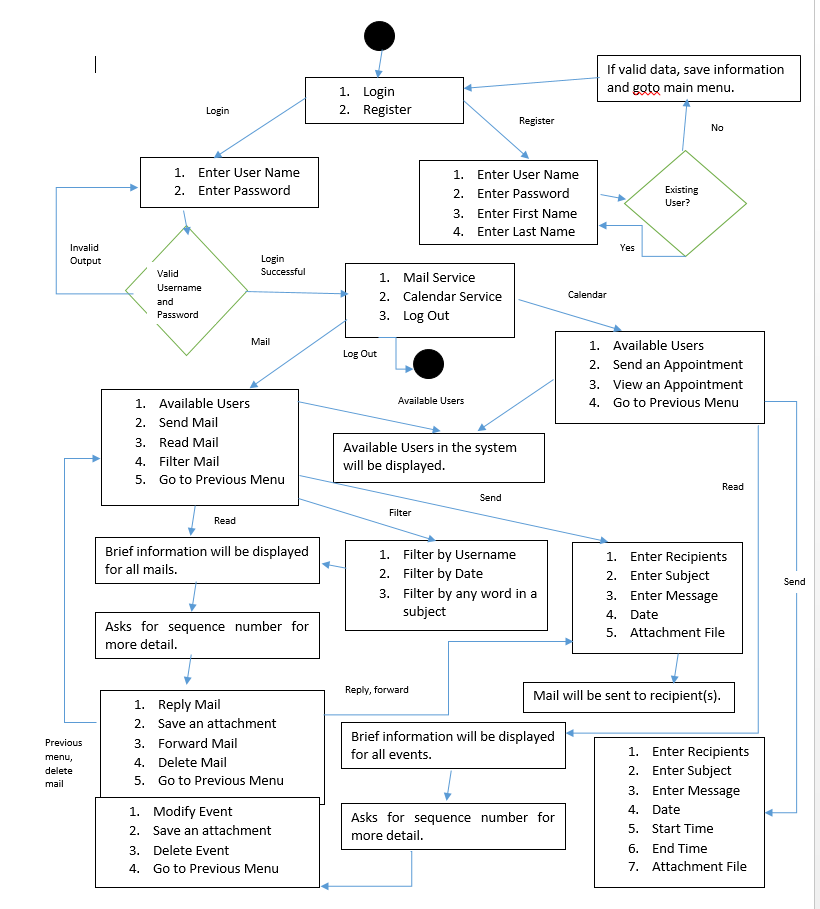 1. Login
2. Register
If valid data, save information
and goto main menu.
Login
Register
No
1. Enter User Name
2. Enter Password
1. Enter User Name
2. Enter Password
3. Enter First Name
4. Enter Last Name
Existing
User?
Yes
Invalid
Output
Valid
Username
and
Password
Login
Successful
1. Mail Service
2. Calendar Service
3. Log Out
Calendar
Mail
Log Out
1. Available Users
2. Send an Appointment
3. View an Appointment
4. Go to Previous Menu
Available Users
1. Available Users
2. Send Mail
3. Read Mail
4. Filter Mail
5. Go to Previous Menu
Available Users in the system
will be displayed.
Read
Send
Filter
Read
Send
Brief information will be displayed
for all mails.
1. Filter by Username
2. Filter by Date
3. Filter by any word in a
subject
1. Enter Recipients
2. Enter Subject
3. Enter Message
4. Date
5. Attachment File
Asks for sequence number for
more detail.
Reply, forward
Mail will be sent to recipient(s).
1. Reply Mail
2. Save an attachment
3. Forward Mail
4. Delete Mail
5. Go to Previous Menu
Previous
menu,
delete
mail
Brief information will be displayed
for all events.
1. Enter Recipients
2. Enter Subject
3. Enter Message
4. Date
5. Start Time
6. End Time
7. Attachment File
1. Modify Event
2. Save an attachment
3. Delete Event
4. Go to Previous Menu
Asks for sequence number for
more detail.